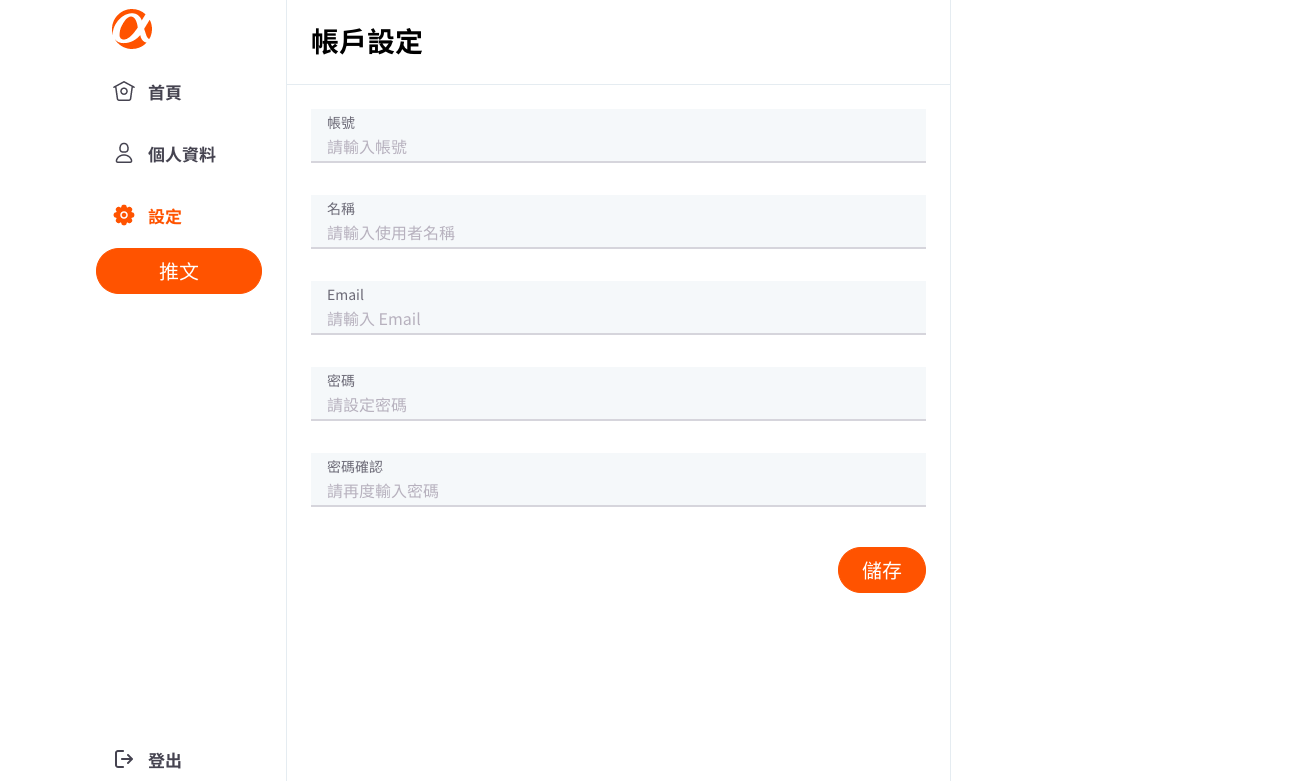 首頁
個人資料
設定
推文
登出
帳戶設定
帳號
請輸入帳號
名稱
請輸入使用者名稱
Email
請輸入 Email
密碼
請設定密碼
密碼確認
請再度輸入密碼
儲存